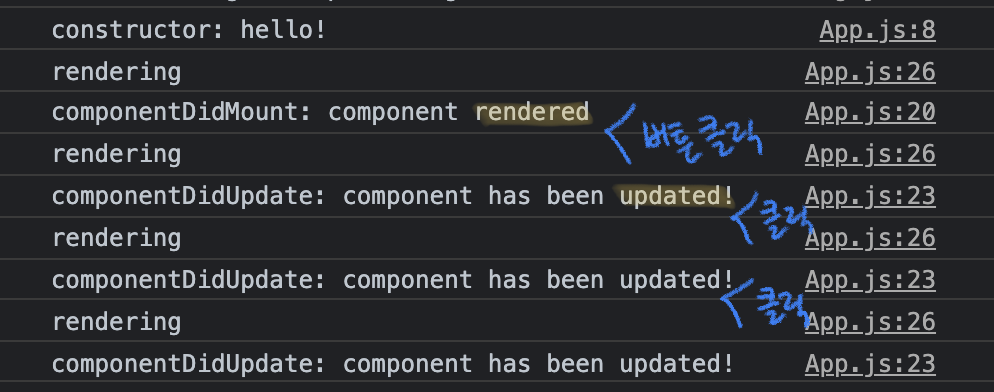 constructor: hello! App.js:8
rendering App.js:26
componentDidMount: component rendered App.js:20
버튼 클릭
rendering App.js:26
componentDidUpdate: component has been updated! App.js:23
클릭
rendering App.js:26
componentDidUpdate: component has been updated! App.js:23
클릭
rendering App.js:26
componentDidUpdate: component has been updated! App.js:23